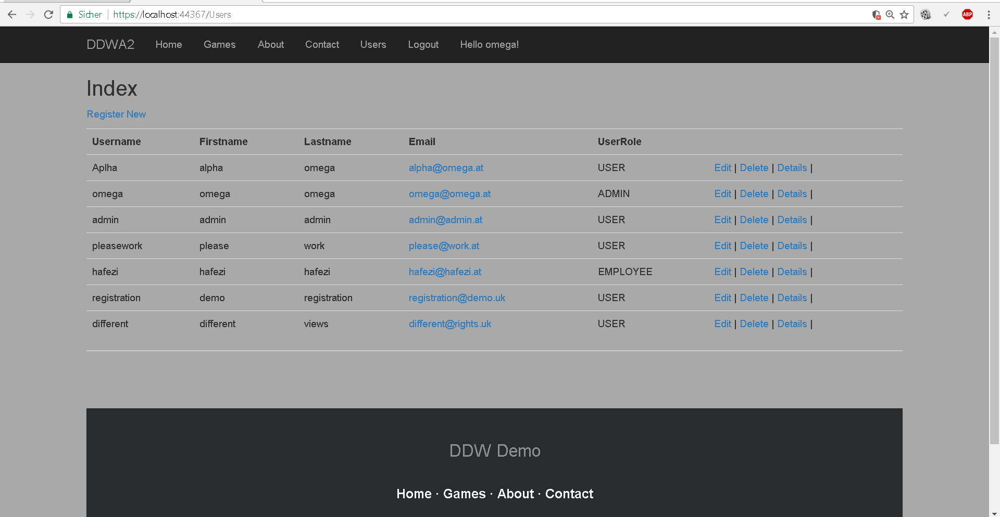 Sicher https://localhost:44367/Users ABP
DDWA2 Home Games About Contact Users Logout Hello omega!
Index
Register New
Username Firstname Lastname Email UserRole
Aplha alpha omega alpha@omega.at USER Edit | Delete | Details |
omega omega omega omega@omega.at ADMIN Edit | Delete | Details |
admin admin admin admin@admin.at USER Edit | Delete | Details |
pleasework please work please@work.at USER Edit | Delete | Details |
hafezi hafezi hafezi hafezi@hafezi.at EMPLOYEE Edit | Delete | Details |
registration demo registration registration@demo.uk USER Edit | Delete | Details |
different different views different@rights.uk USER Edit | Delete | Details |
DDW Demo
Home · Games · About · Contact